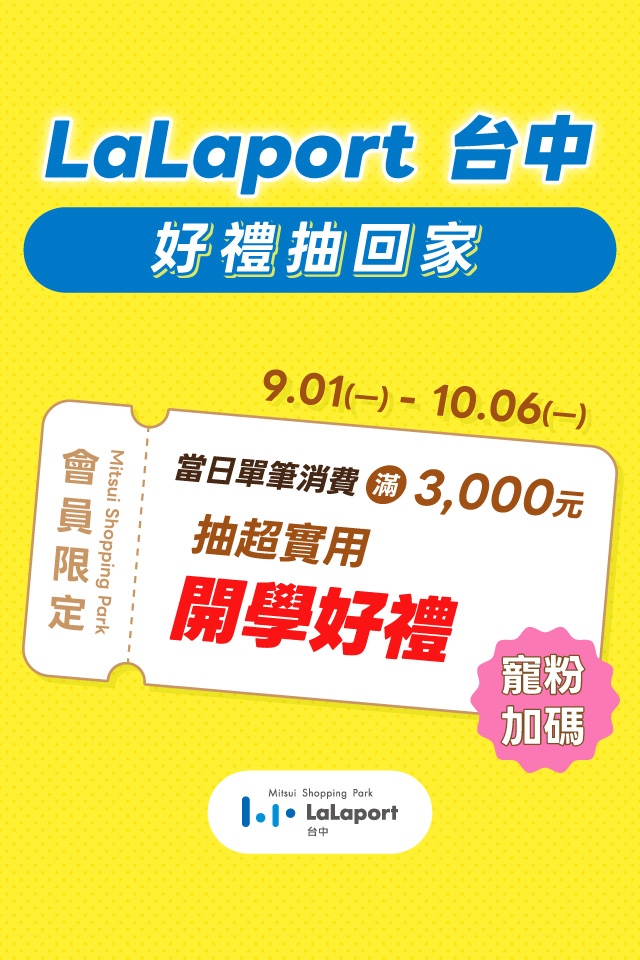 LaLaport 台中
好禮抽回家
9.01(一) - 10.06(一)
會員限定
Mitsui Shopping Park
當日單筆消費 滿 3,000元
抽超實用
開學好禮
寵粉
加碼
Mitsui Shopping Park
LaLaport
台中